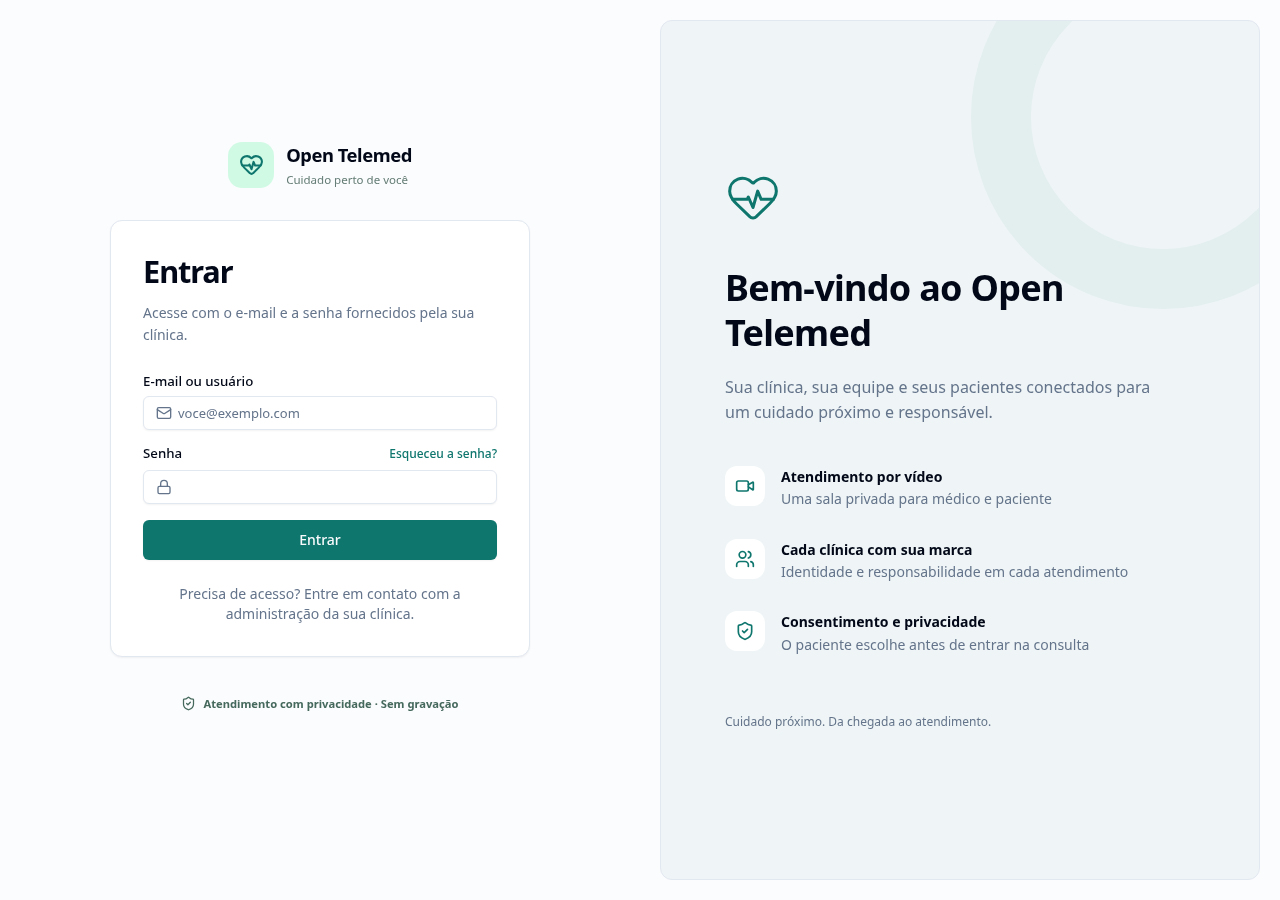 Open Telemed
Cuidado perto de você
Entrar
Acesse com o e-mail e a senha fornecidos pela sua
clínica.
E-mail ou usuário
voce@exemplo.com
Senha
Esqueceu a senha?
Entrar
Precisa de acesso? Entre em contato com a
administração da sua clínica.
Atendimento com privacidade · Sem gravação
Bem-vindo ao Open
Telemed
Sua clínica, sua equipe e seus pacientes conectados para
um cuidado próximo e responsável.
Atendimento por vídeo
Uma sala privada para médico e paciente
Cada clínica com sua marca
Identidade e responsabilidade em cada atendimento
Consentimento e privacidade
O paciente escolhe antes de entrar na consulta
Cuidado próximo. Da chegada ao atendimento.